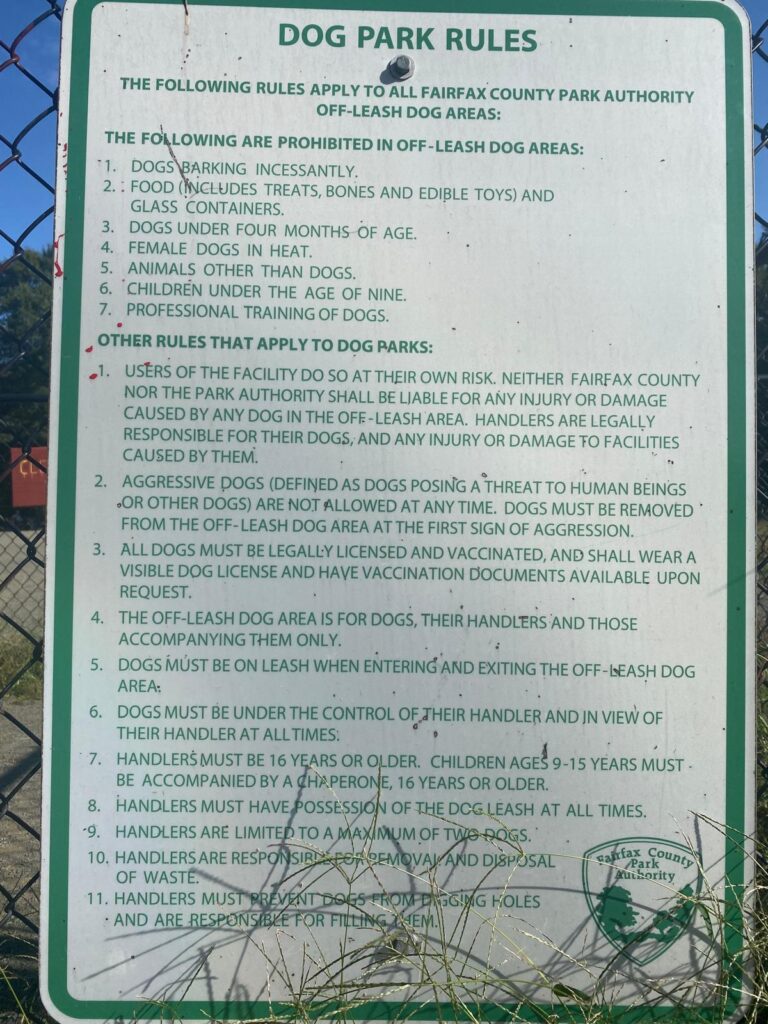 DOG PARK RULES
THE FOLLOWING RULES APPLY TO ALL FAIRFAX COUNTY PARK AUTHORITY
OFF-LEASH DOG AREAS:
THE FOLLOWING ARE PROHIBITED IN OFF-LEASH DOG AREAS:
1. DOGS BARKING INCESSANTLY.
2. FOOD (INCLUDES TREATS, BONES AND EDIBLE TOYS) AND
GLASS CONTAINERS.
3. DOGS UNDER FOUR MONTHS OF AGE.
4. FEMALE DOGS IN HEAT.
5. ANIMALS OTHER THAN DOGS.
6. CHILDREN UNDER THE AGE OF NINE.
7. PROFESSIONAL TRAINING OF DOGS.
OTHER RULES THAT APPLY TO DOG PARKS:
1. USERS OF THE FACILITY DO SO AT THEIR OWN RISK. NEITHER FAIRFAX COUNTY
NOR THE PARK AUTHORITY SHALL BE LIABLE FOR ANY INJURY OR DAMAGE
CAUSED BY ANY DOG IN THE OFF-LEASH AREA. HANDLERS ARE LEGALLY
RESPONSIBLE FOR THEIR DOGS, AND ANY INJURY OR DAMAGE TO FACILITIES
CAUSED BY THEM.
2. AGGRESSIVE DOGS (DEFINED AS DOGS POSING A THREAT TO HUMAN BEINGS
OR OTHER DOGS) ARE NOT ALLOWED AT ANY TIME. DOGS MUST BE REMOVED
FROM THE OFF-LEASH DOG AREA AT THE FIRST SIGN OF AGGRESSION.
3. ALL DOGS MUST BE LEGALLY LICENSED AND VACCINATED, AND SHALL WEAR A
VISIBLE DOG LICENSE AND HAVE VACCINATION DOCUMENTS AVAILABLE UPON
REQUEST.
4. THE OFF-LEASH DOG AREA IS FOR DOGS, THEIR HANDLERS AND THOSE
ACCOMPANYING THEM ONLY.
5. DOGS MUST BE ON LEASH WHEN ENTERING AND EXITING THE OFF-LEASH DOG
AREA.
6. DOGS MUST BE UNDER THE CONTROL OF THEIR HANDLER AND IN VIEW OF
THEIR HANDLER AT ALL TIMES.
7. HANDLERS MUST BE 16 YEARS OR OLDER. CHILDREN AGES 9-15 YEARS MUST
BE ACCOMPANIED BY A CHAPERONE, 16 YEARS OR OLDER.
8. HANDLERS MUST HAVE POSSESSION OF THE DOG LEASH AT ALL TIMES.
9. HANDLERS ARE LIMITED TO A MAXIMUM OF TWO DOGS.
10. HANDLERS ARE RESPONSIBLE FOR REMOVAL AND DISPOSAL
OF WASTE.
11. HANDLERS MUST PREVENT DOGS FROM DIGGING HOLES
AND ARE RESPONSIBLE FOR FILLING THEM.
Fairfax County
Park
Authority